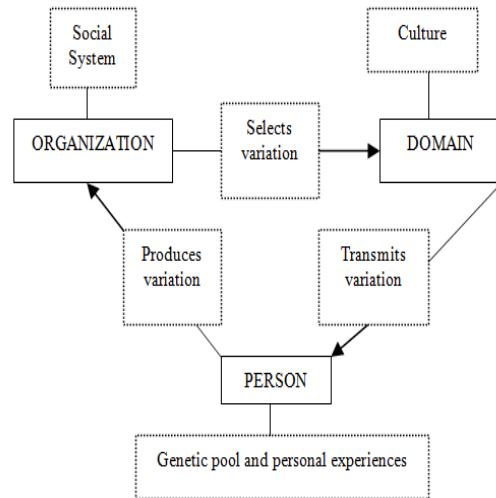 Social
System
Culture
ORGANIZATION
Selects
variation
DOMAIN
Produces
variation
Transmits
variation
PERSON
Genetic pool and personal experiences